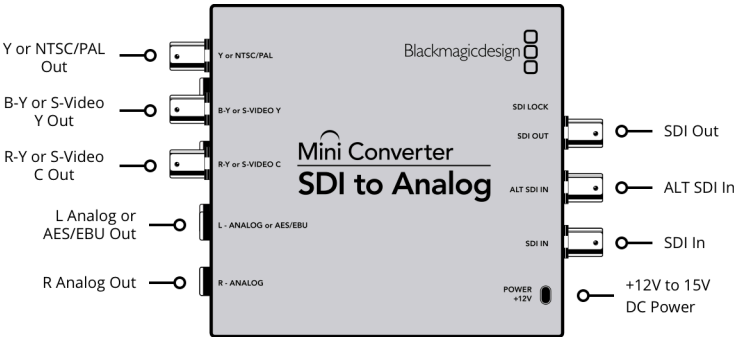 Y or NTSC/PAL
Out
B-Y or S-Video
Y Out
R-Y or S-Video
C Out
L Analog or
AES/EBU Out
R Analog Out
Y or NTSC/PAL
B-Y or S-VIDEO Y
R-Y or S-VIDEO C
L - ANALOG or AES/EBU
R - ANALOG
Blackmagicdesign
Mini Converter
SDI to Analog
SDI LOCK
SDI OUT
ALT SDI IN
SDI IN
POWER
+12V
SDI Out
ALT SDI In
SDI In
+12V to 15V
DC Power